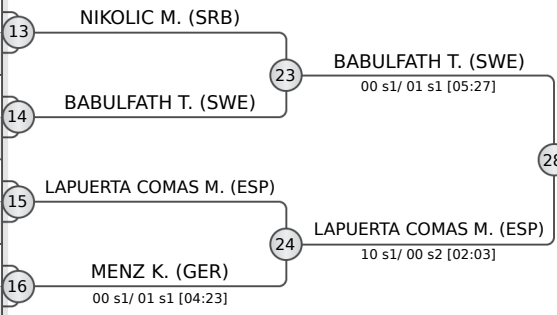 NIKOLIC M. (SRB)
13
BABULFATH T. (SWE)
23
00 s1/ 01 s1 [05:27]
BABULFATH T. (SWE)
14
28
LAPUERTA COMAS M. (ESP)
15
LAPUERTA COMAS M. (ESP)
24
10 s1/ 00 s2 [02:03]
MENZ K. (GER)
16
00 s1/ 01 s1 [04:23]